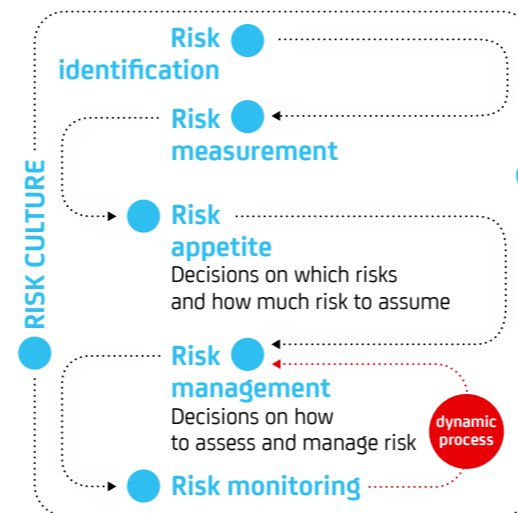 RISK CULTURE
Risk
identification
Risk
measurement
Risk
appetite
Decisions on which risks
and how much risk to assume
Risk
management
Decisions on how
to assess and manage risk
dynamic
process
Risk monitoring